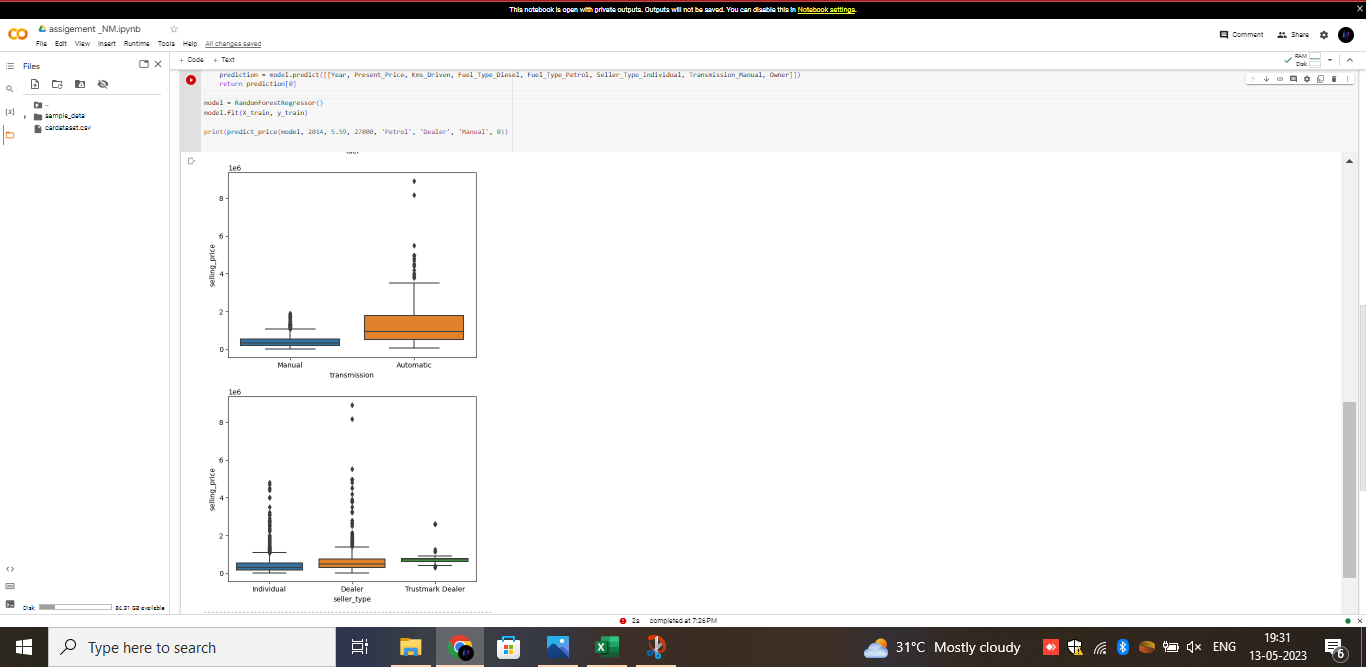 This notebook is open with private outputs. Outputs will not be saved. You can disable this in Notebook settings.
assigement _NM.ipynb
File Edit View Insert Runtime Tools Help All changes saved
Comment Share
Files
+ Code + Text
RAM
Disk
..
sample_data
cardataset.csv
prediction = model.predict([[Year, Present_Price, Kms_Driven, Fuel_Type_Diesel, Fuel_Type_Petrol, Seller_Type_Individual, Transmission_Manual, Owner]])
return prediction[0]
model = RandomForestRegressor()
model.fit(X_train, y_train)
print(predict_price(model, 2014, 5.59, 27000, 'Petrol', 'Dealer', 'Manual', 0))
1e6
8
6
4
2
0
selling_price
Manual Automatic
transmission
1e6
8
6
4
2
0
selling_price
Individual Dealer Trustmark Dealer
seller_type
Disk 84.31 GB available
2s completed at 7:26 PM
Type here to search
31°C Mostly cloudy
ENG
19:31
13-05-2023
6